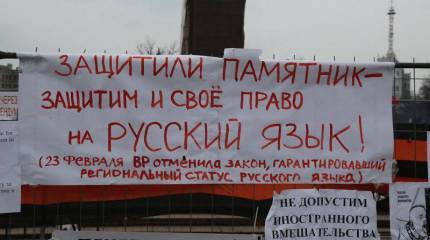 ЗАЩИТИЛИ ПАМЯТНИК–
ЗАЩИТИМ И СВОЁ ПРАВО
НА РУССКИЙ ЯЗЫК!
(23 ФЕВРАЛЯ ВР ОТМЕНИЛА ЗАКОН, ГАРАНТИРОВАВШИЙ
РЕГИОНАЛЬНЫЙ СТАТУС РУССКОГО ЯЗЫКА)
ЧЕРЕЗ
НЕ ДОПУСТИМ
ИНОСТРАННОГО
ВМЕШАТЕЛЬСТВА